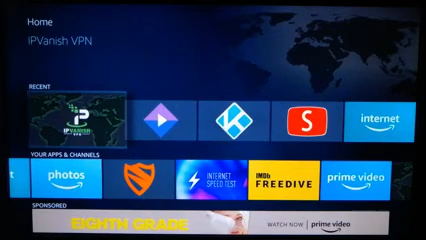 Home
IPVanish VPN
RECENT
IPVANISH
VPN
S
internet
YOUR APPS & CHANNELS
t
photos
INTERNET
SPEED TEST
IMDb
FREEDIVE
prime video
SPONSORED
EIGHTH GRADE
WATCH NOW | prime video